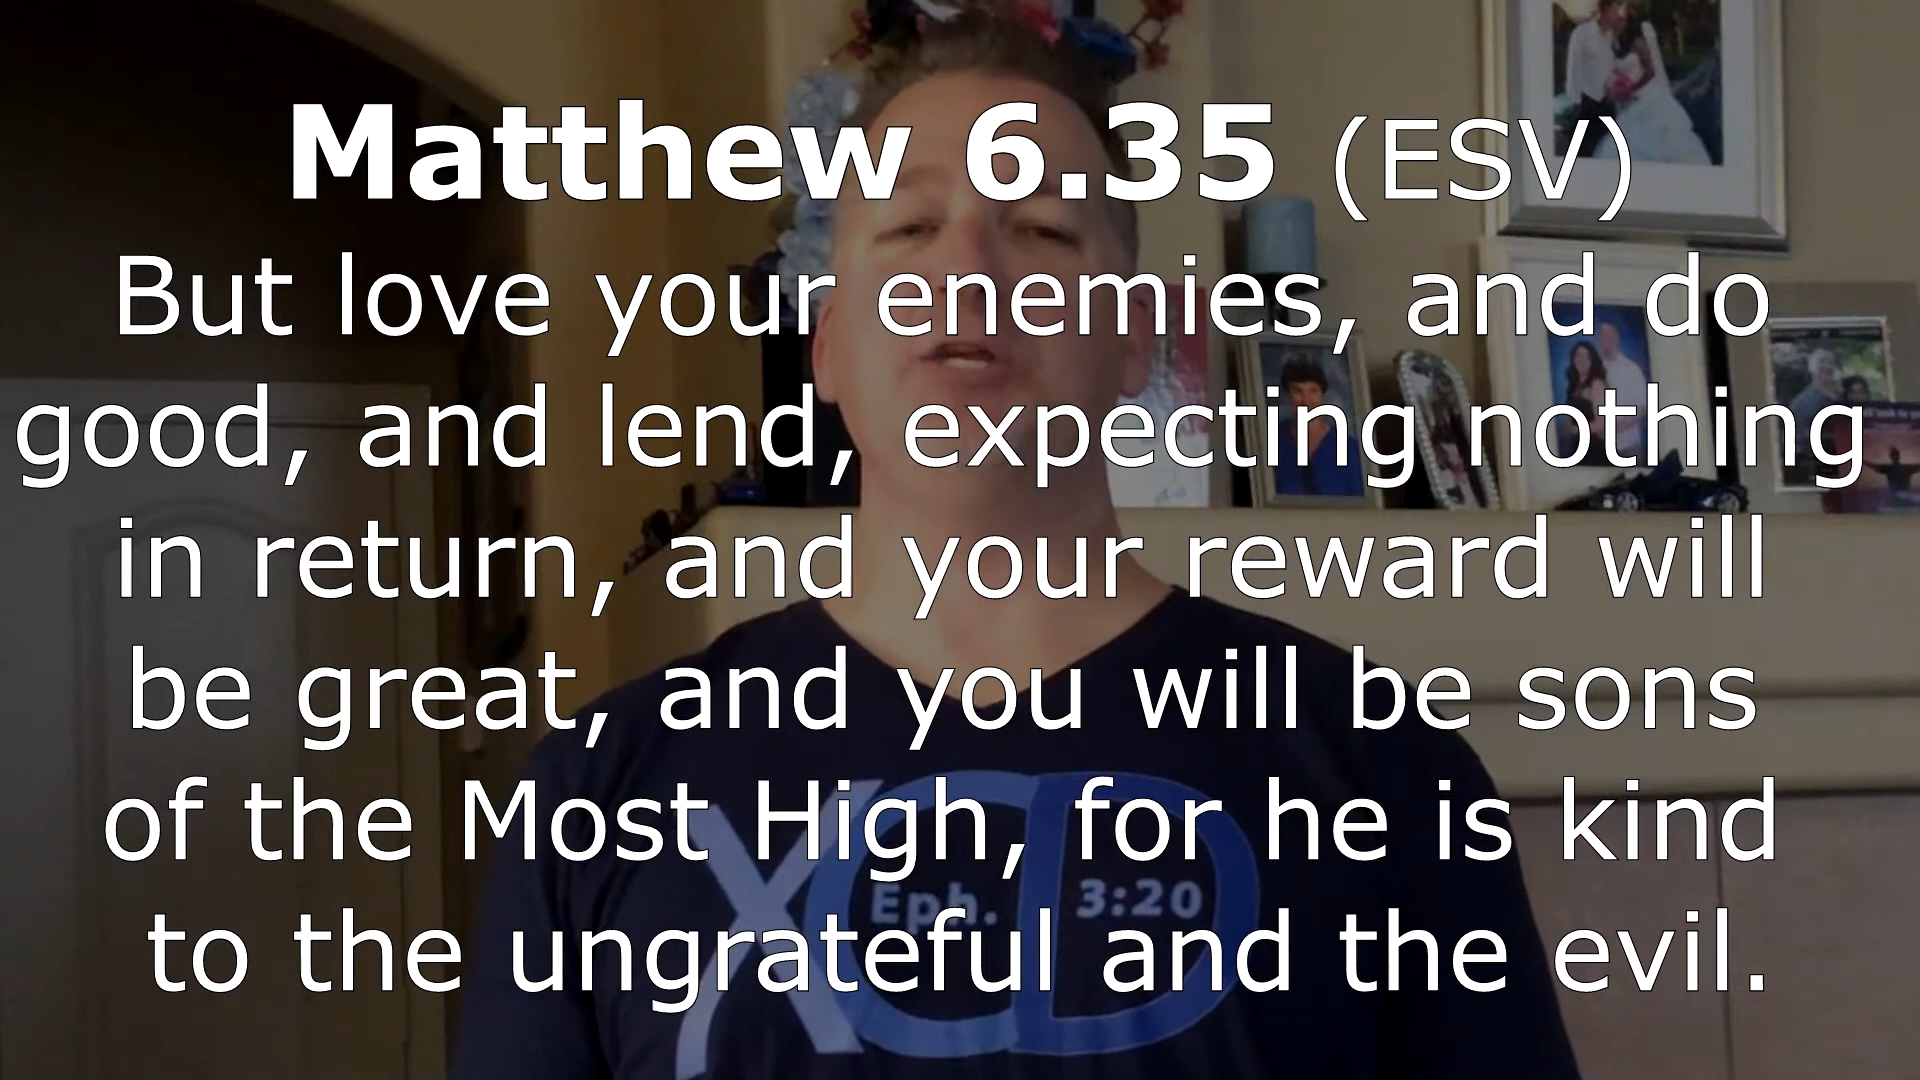 Matthew 6.35 (ESV)
But love your enemies, and do
good, and lend, expecting nothing
in return, and your reward will
be great, and you will be sons
of the Most High, for he is kind
to the ungrateful and the evil.
XCD
Eph. 3:20